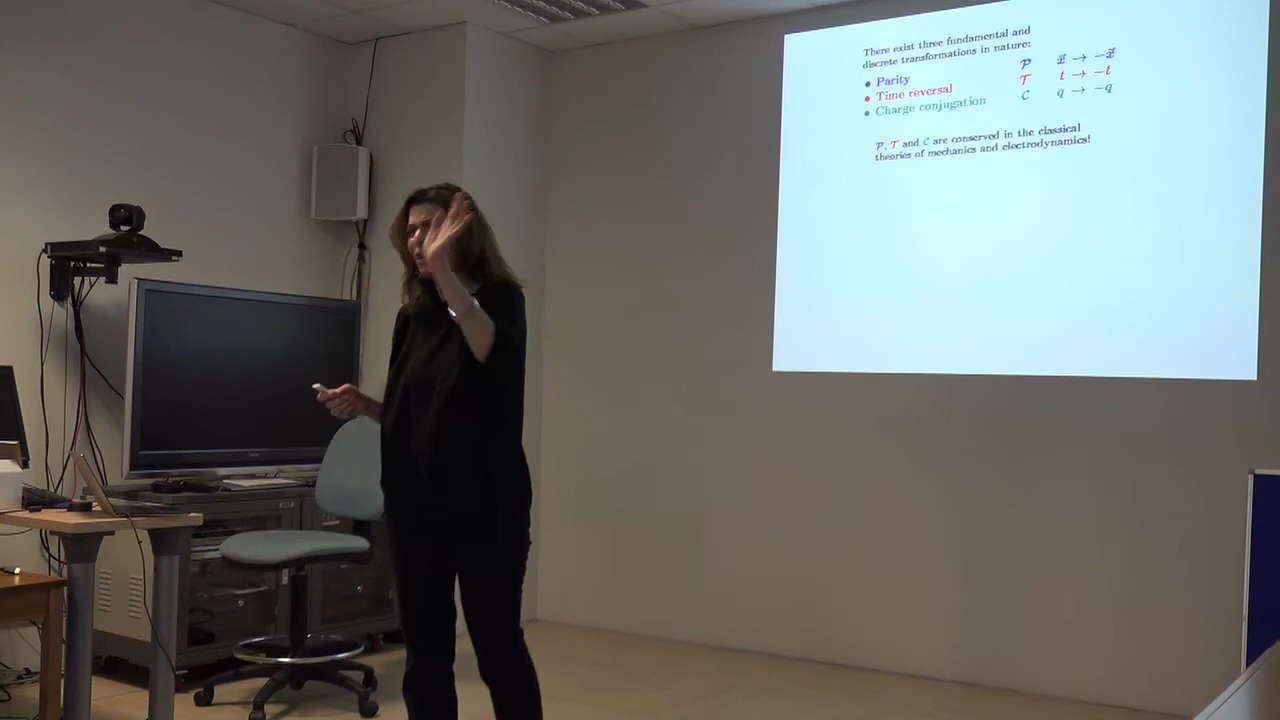 There exist three fundamental and
discrete transformations in nature:
• Parity 𝒫 x⃗ → −x⃗
• Time reversal 𝒯 t → −t
• Charge conjugation 𝒞 q → −q
𝒫, 𝒯 and 𝒞 are conserved in the classical
theories of mechanics and electrodynamics!